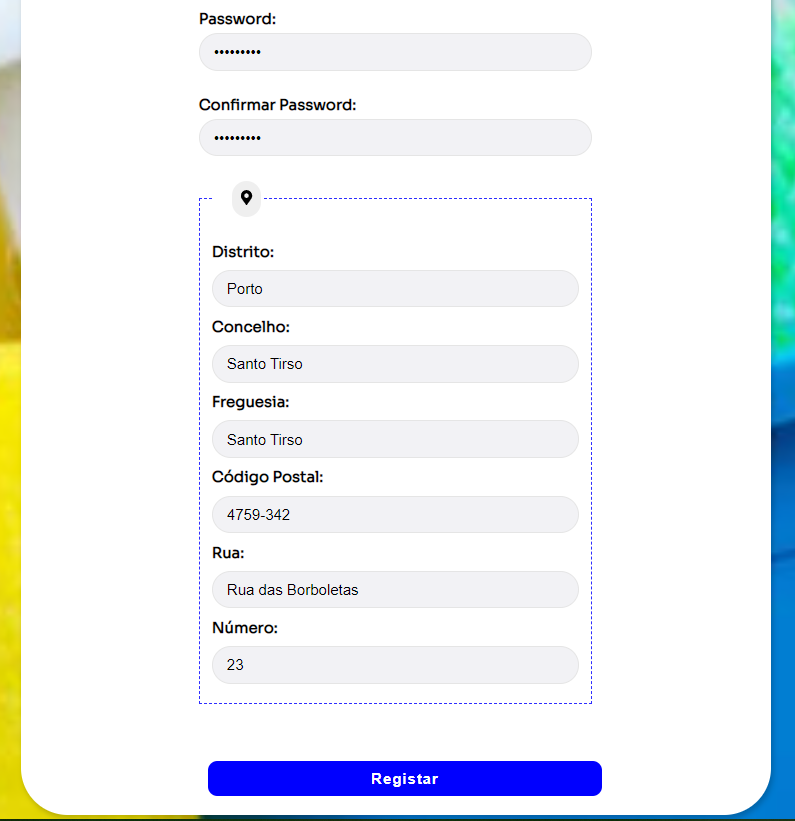 Password:
•••••••••
Confirmar Password:
•••••••••
Distrito:
Porto
Concelho:
Santo Tirso
Freguesia:
Santo Tirso
Código Postal:
4759-342
Rua:
Rua das Borboletas
Número:
23
Registar